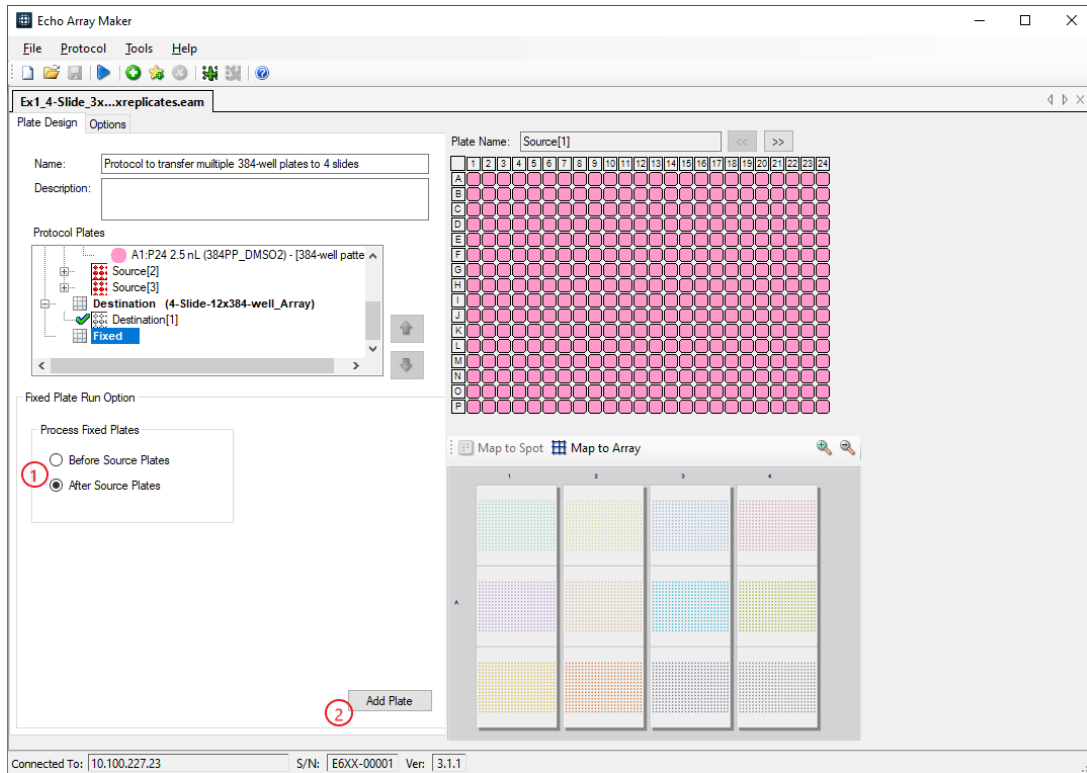 Echo Array Maker
File Protocol Tools Help
Ex1_4-Slide_3x...xreplicates.eam
Plate Design Options
Name: Protocol to transfer muiltiple 384-well plates to 4 slides
Description:
Protocol Plates
A1:P24 2.5 nL (384PP_DMSO2) - [384-well patte
Source[2]
Source[3]
Destination (4-Slide-12x384-well_Array)
Destination[1]
Fixed
Fixed Plate Run Option
Process Fixed Plates
Before Source Plates
1
After Source Plates
2 Add Plate
Plate Name: Source[1] << >>
1 2 3 4 5 6 7 8 9 10 11 12 13 14 15 16 17 18 19 20 21 22 23 24
A
B
C
D
E
F
G
H
I
J
K
L
M
N
O
P
Map to Spot Map to Array
1 2 3 4
A
Connected To: 10.100.227.23 S/N: E6XX-00001 Ver: 3.1.1